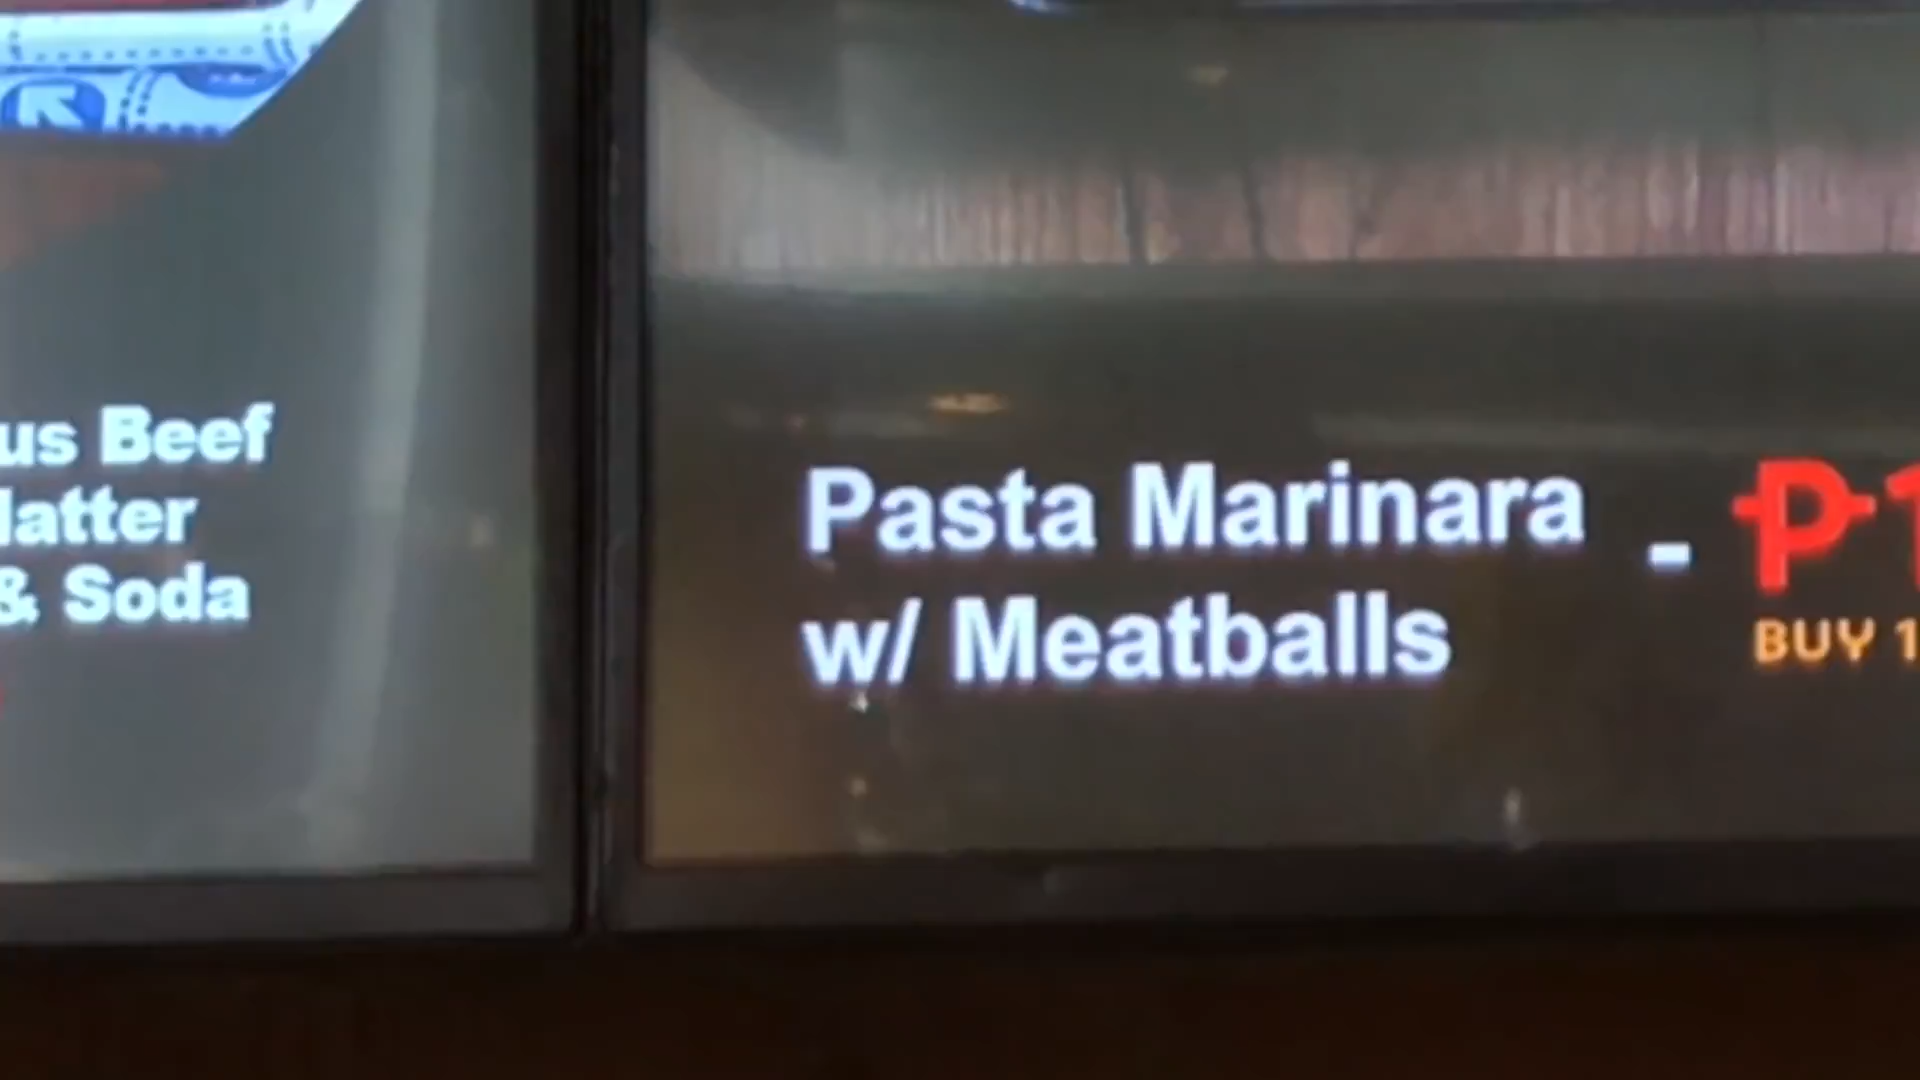 us Beef
latter
& Soda
Pasta Marinara - ₱1
w/ Meatballs
BUY 1